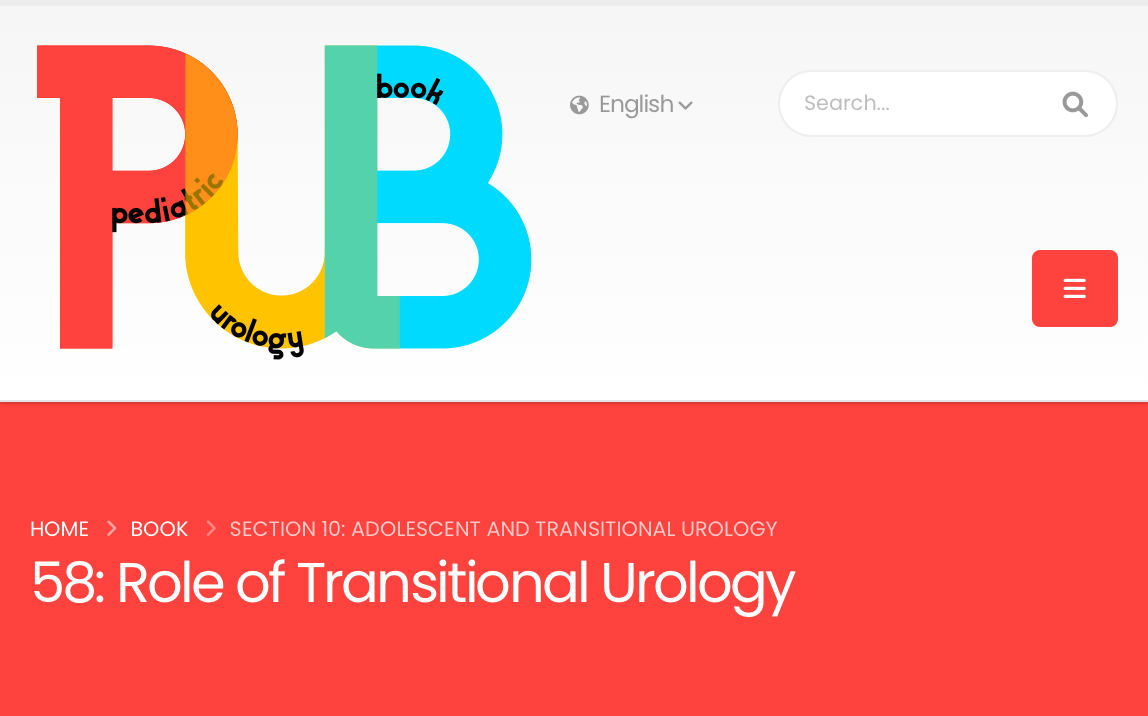 PUB
pediatric
urology
book
English
Search...
HOME > BOOK > SECTION 10: ADOLESCENT AND TRANSITIONAL UROLOGY
58: Role of Transitional Urology